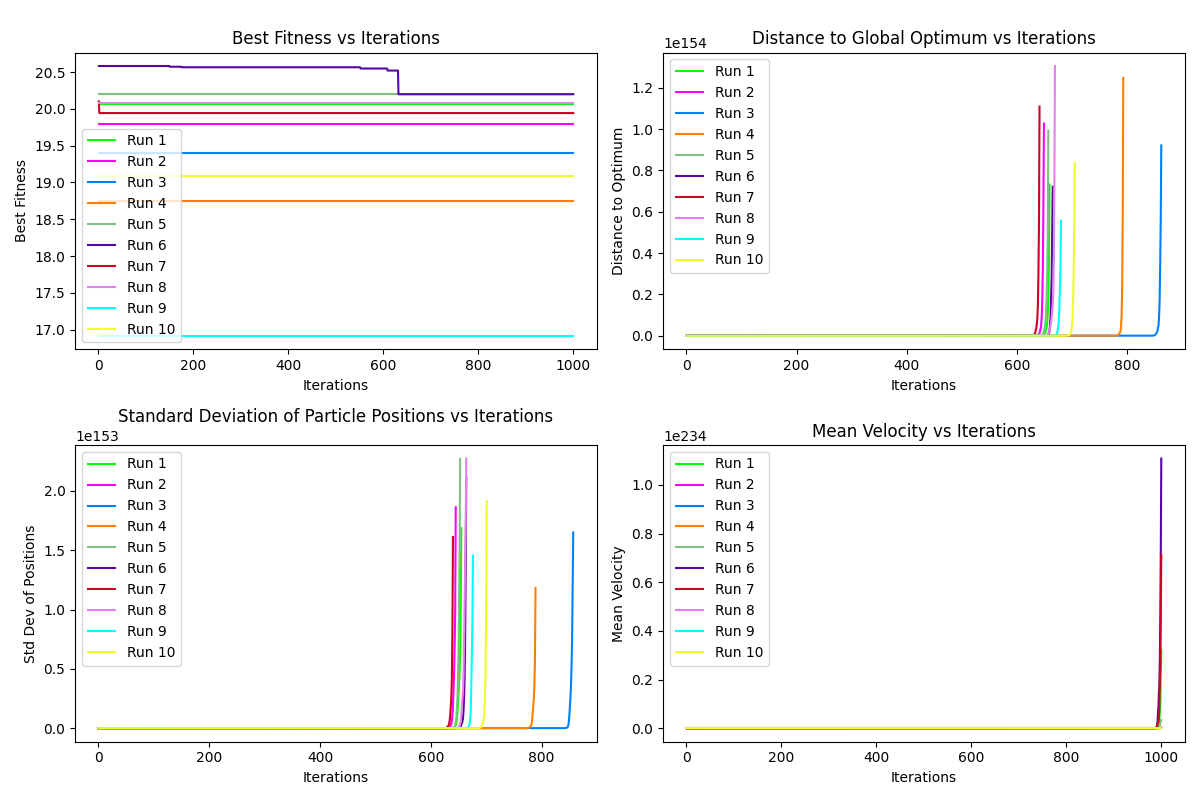 Best Fitness vs Iterations
Best Fitness
20.5
20.0
19.5
19.0
18.5
18.0
17.5
17.0
Run 1
Run 2
Run 3
Run 4
Run 5
Run 6
Run 7
Run 8
Run 9
Run 10
0 200 400 600 800 1000
Iterations
Distance to Global Optimum vs Iterations
1e154
Distance to Optimum
1.2
1.0
0.8
0.6
0.4
0.2
0.0
Run 1
Run 2
Run 3
Run 4
Run 5
Run 6
Run 7
Run 8
Run 9
Run 10
0 200 400 600 800
Iterations
Standard Deviation of Particle Positions vs Iterations
1e153
Std Dev of Positions
2.0
1.5
1.0
0.5
0.0
Run 1
Run 2
Run 3
Run 4
Run 5
Run 6
Run 7
Run 8
Run 9
Run 10
0 200 400 600 800
Iterations
Mean Velocity vs Iterations
1e234
Mean Velocity
1.0
0.8
0.6
0.4
0.2
0.0
Run 1
Run 2
Run 3
Run 4
Run 5
Run 6
Run 7
Run 8
Run 9
Run 10
0 200 400 600 800 1000
Iterations